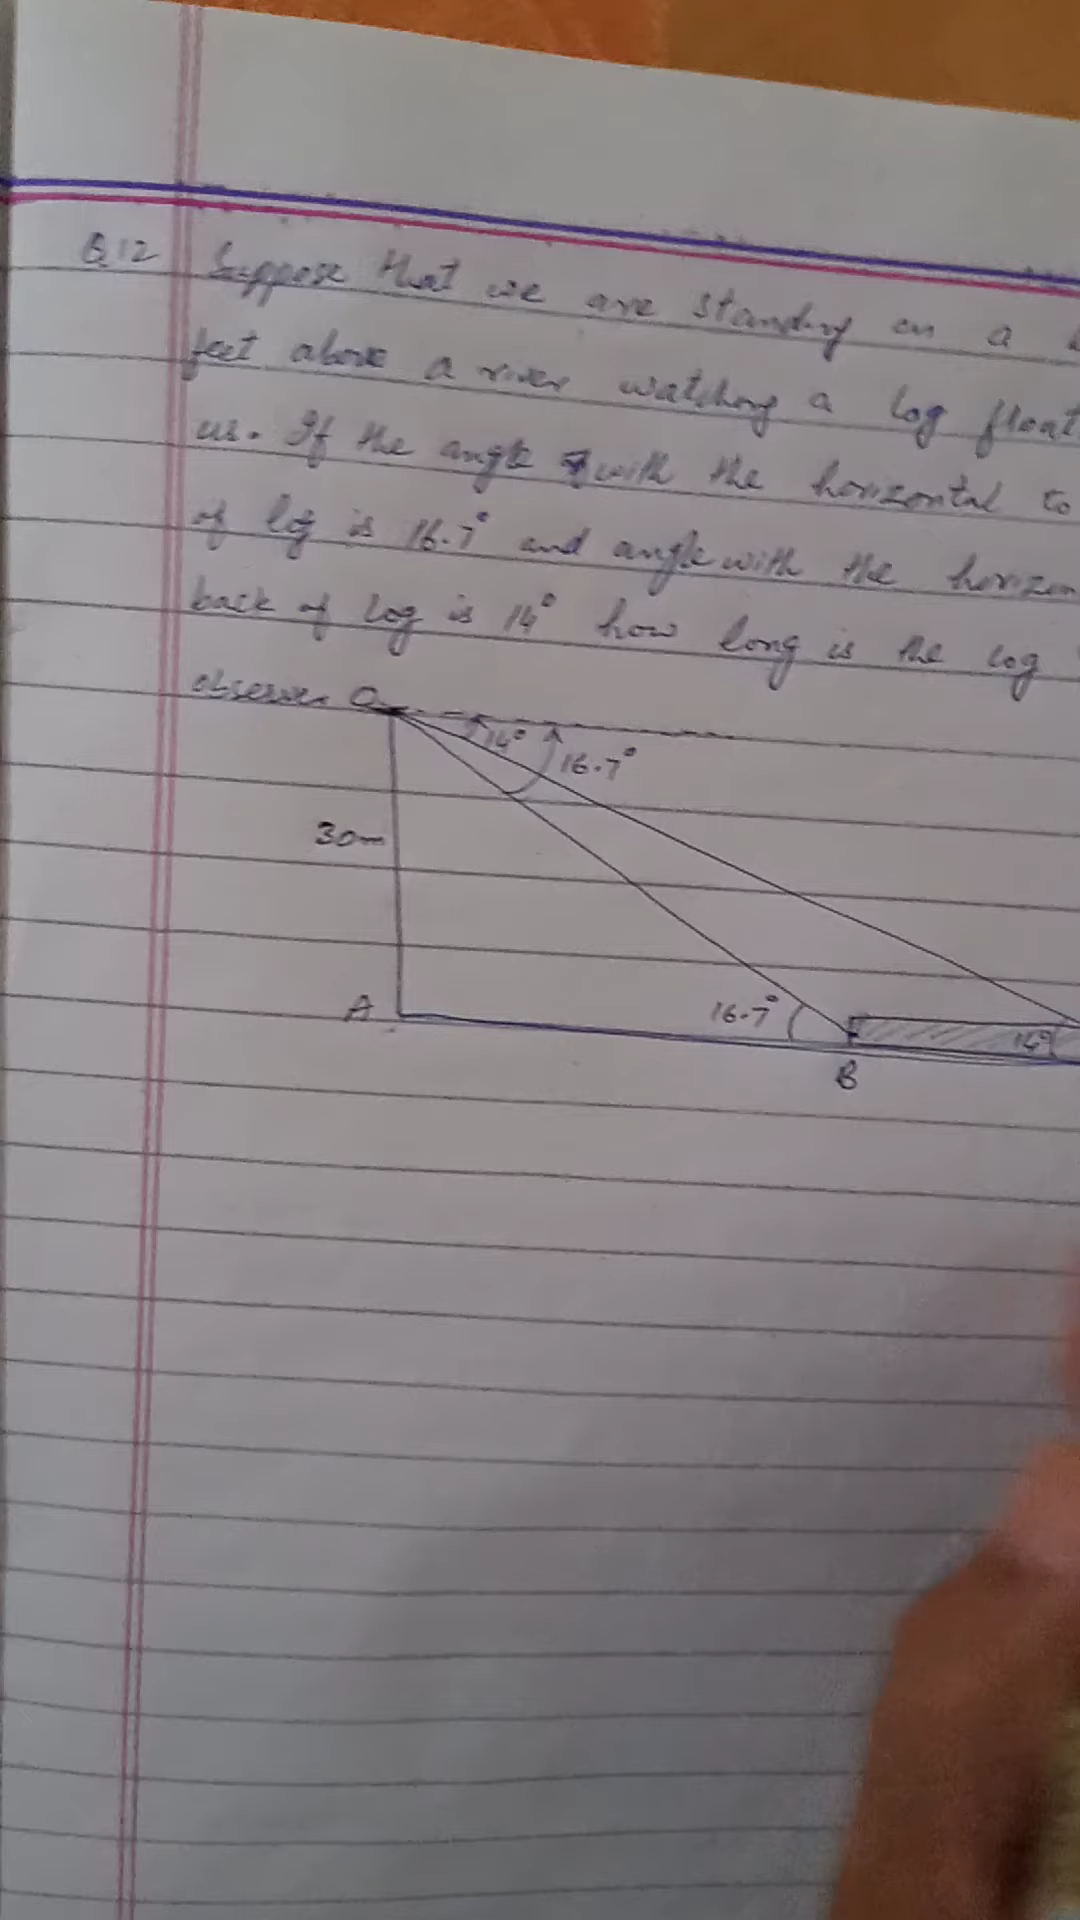 Q.12 Suppose that we are standing on a
feet above a river watching a log float
us. If the angle with the horizontal to
of log is 16.7° and angle with the horizon
back of log is 14° how long is the log
observer O
14°
16.7°
30m
A
16.7°
14°
B